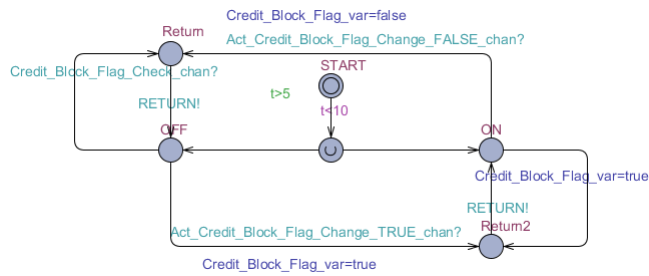 Credit_Block_Flag_var=false
Return
Act_Credit_Block_Flag_Change_FALSE_chan?
Credit_Block_Flag_Check_chan?
START
t>5
RETURN!
t<10
OFF
ON
Credit_Block_Flag_var=true
RETURN!
Act_Credit_Block_Flag_Change_TRUE_chan?
Return2
Credit_Block_Flag_var=true